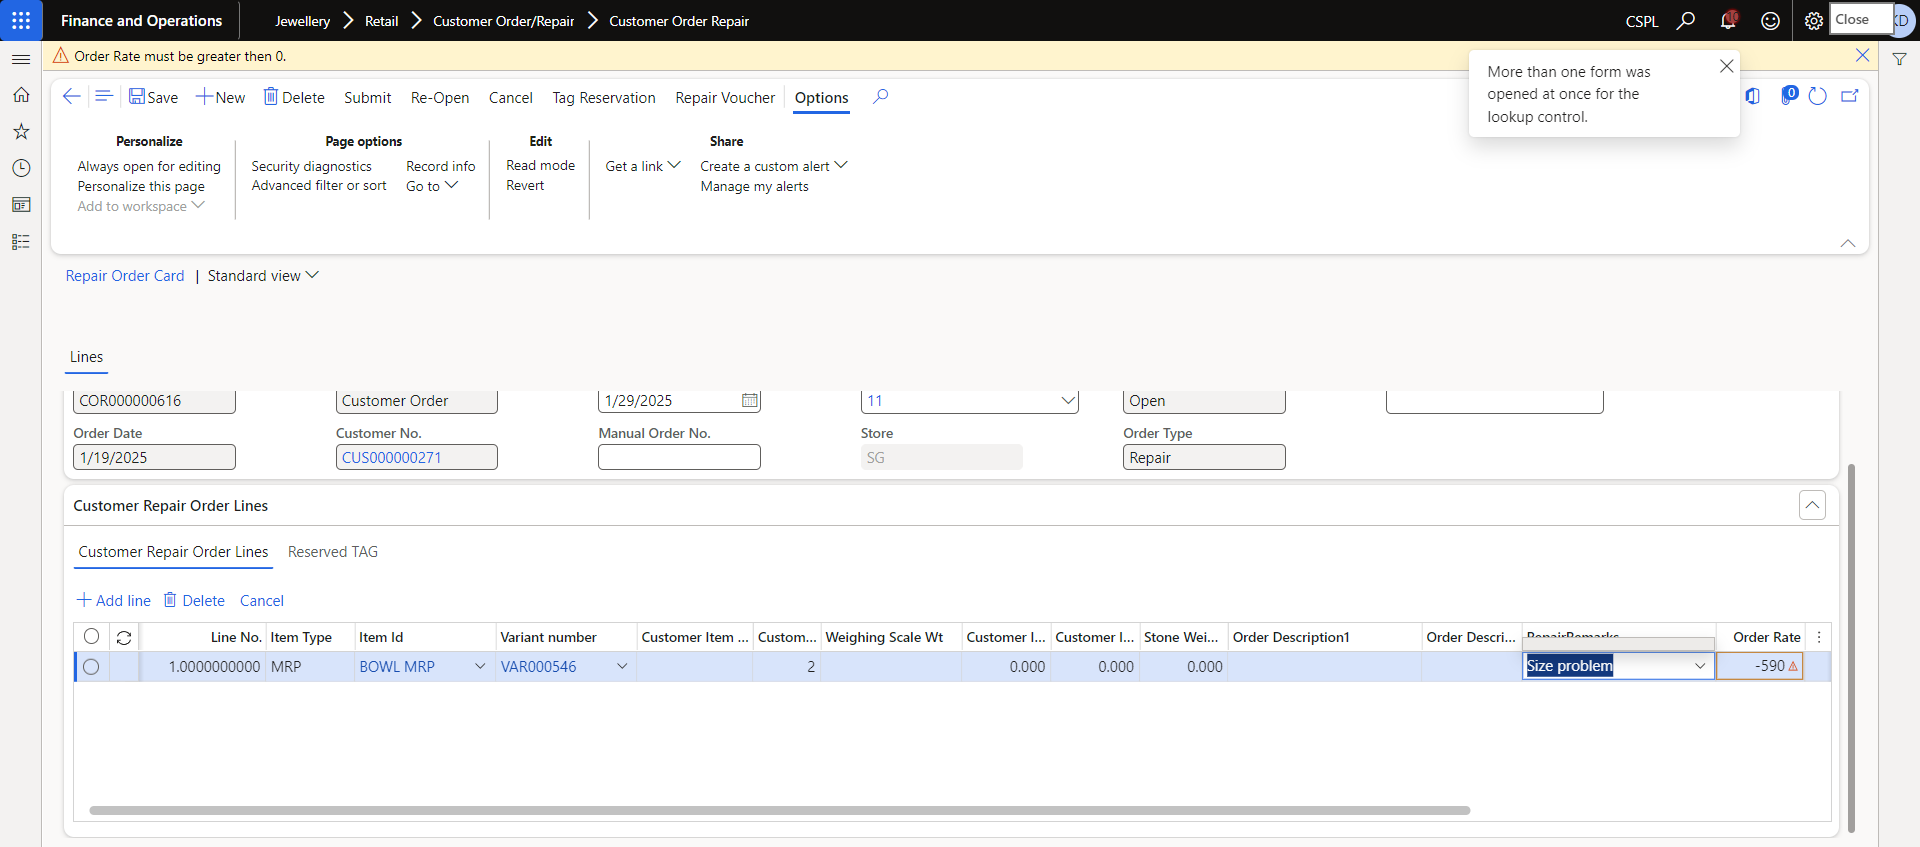 Finance and Operations
Jewellery
Retail
Customer Order/Repair
Customer Order Repair
CSPL
Close
Order Rate must be greater then 0.
More than one form was
opened at once for the
lookup control.
Save
New
Delete
Submit
Re-Open
Cancel
Tag Reservation
Repair Voucher
Options
0
Personalize
Always open for editing
Personalize this page
Add to workspace
Page options
Security diagnostics
Advanced filter or sort
Record info
Go to
Edit
Read mode
Revert
Share
Get a link
Create a custom alert
Manage my alerts
Repair Order Card | Standard view
Lines
COR000000616
Customer Order
1/29/2025
11
Open
Order Date
Customer No.
Manual Order No.
Store
Order Type
1/19/2025
CUS000000271
SG
Repair
Customer Repair Order Lines
Customer Repair Order Lines
Reserved TAG
Add line
Delete
Cancel
Line No.
Item Type
Item Id
Variant number
Customer Item ...
Custom...
Weighing Scale Wt
Customer I...
Customer I...
Stone Wei...
Order Description1
Order Descri...
RepairRemarks
Order Rate
1.0000000000
MRP
BOWL MRP
VAR000546
2
0.000
0.000
0.000
Size problem
-590